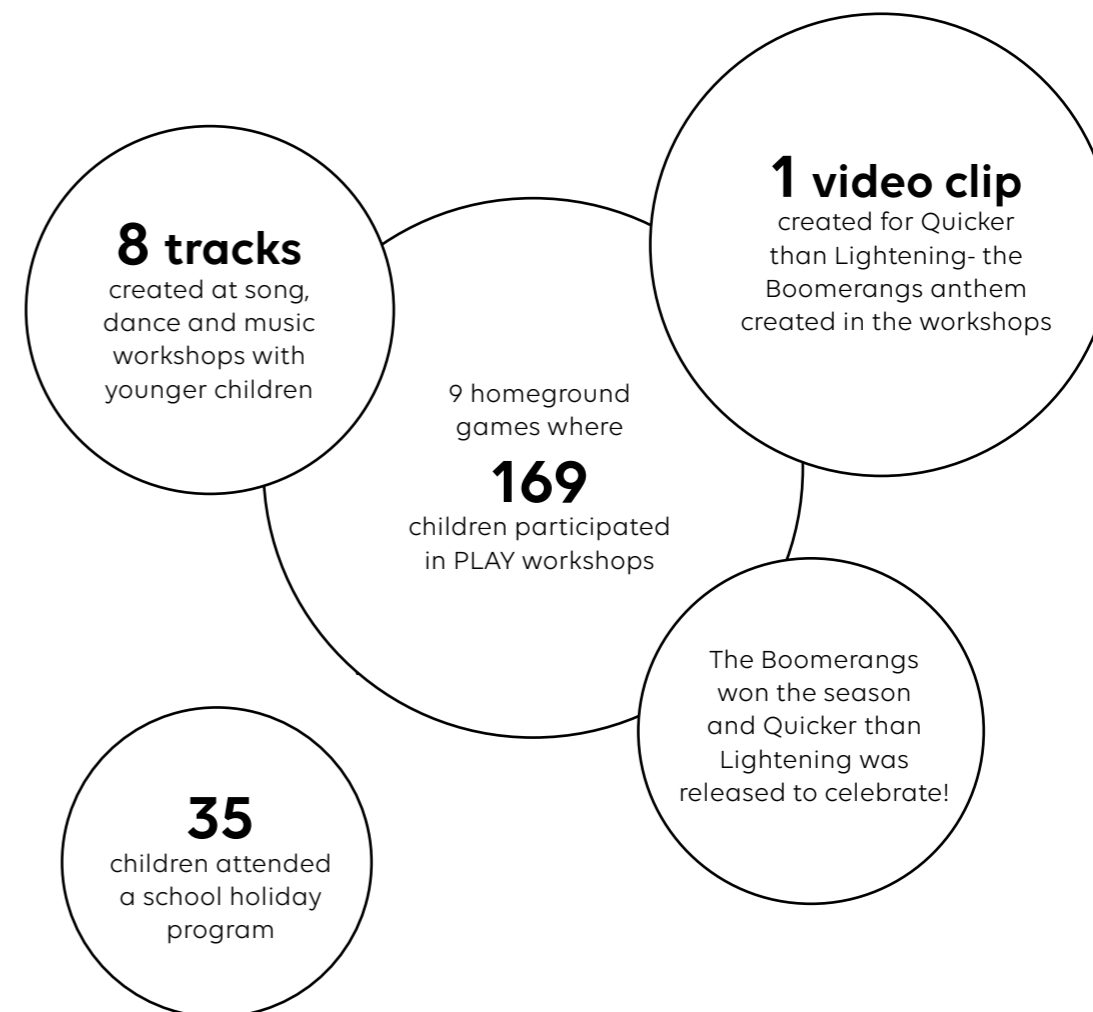 8 tracks
created at song,
dance and music
workshops with
younger children
1 video clip
created for Quicker
than Lightening- the
Boomerangs anthem
created in the workshops
9 homeground
games where
169
children participated
in PLAY workshops
The Boomerangs
won the season
and Quicker than
Lightening was
released to celebrate!
35
children attended
a school holiday
program